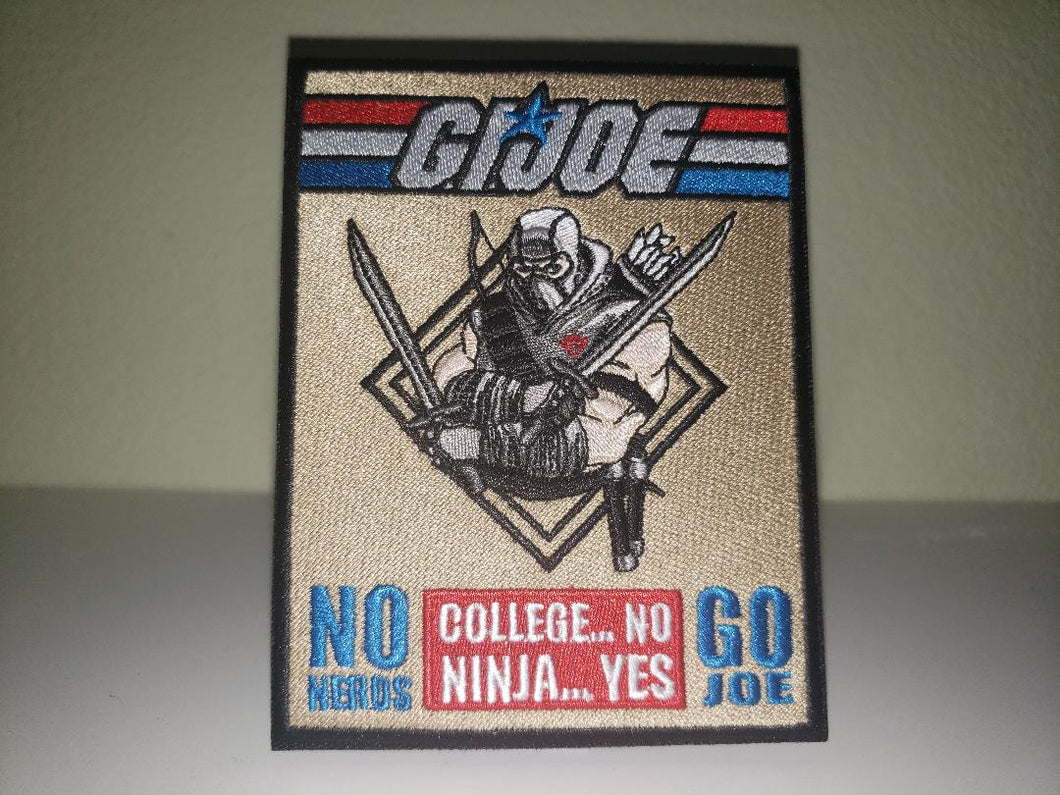 G.I.JOE
NO
NERDS
COLLEGE... NO
NINJA... YES
GO
JOE